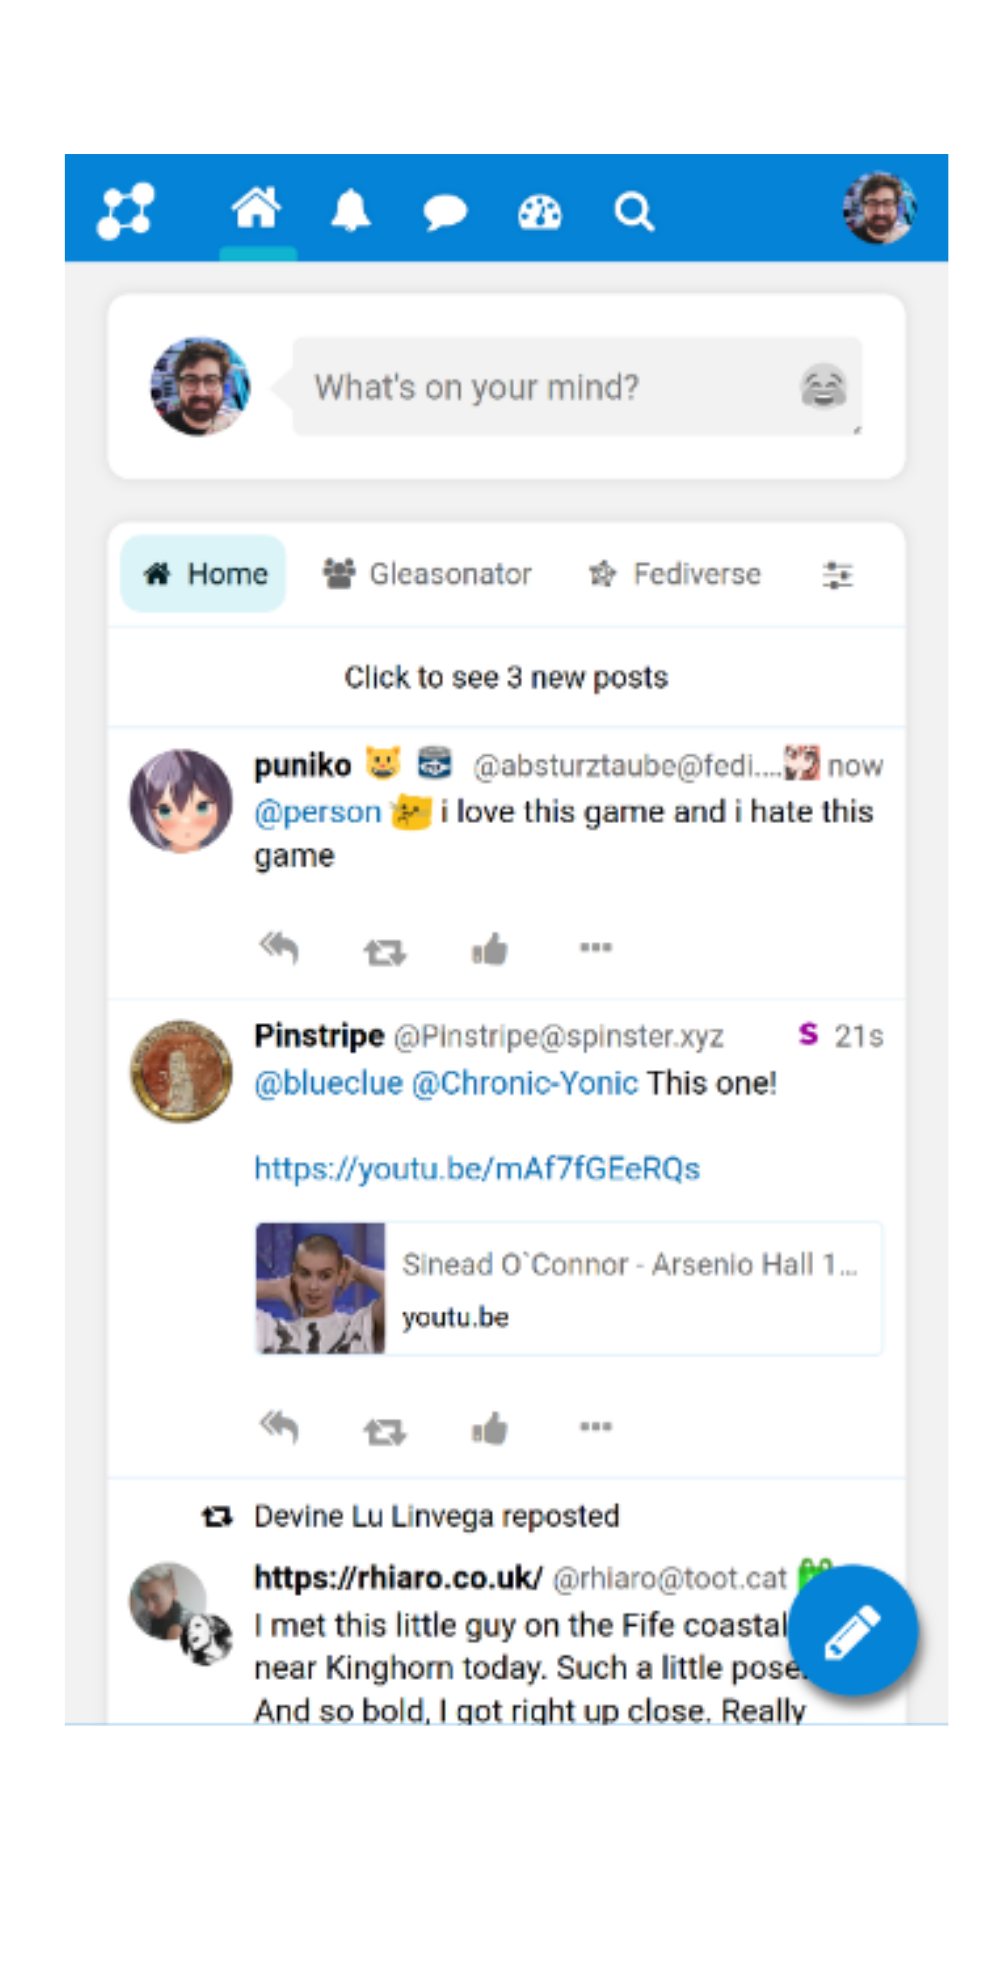 What's on your mind?
Home Gleasonator Fediverse
Click to see 3 new posts
puniko @absturztaube@fedi.... now
@person i love this game and i hate this
game
Pinstripe @Pinstripe@spinster.xyz S 21s
@blueclue @Chronic-Yonic This one!
https://youtu.be/mAf7fGEeRQs
Sinead O`Connor - Arsenio Hall 1...
youtu.be
Devine Lu Linvega reposted
https://rhiaro.co.uk/ @rhiaro@toot.cat
I met this little guy on the Fife coastal
near Kinghorn today. Such a little pose
And so bold, I got right up close. Really